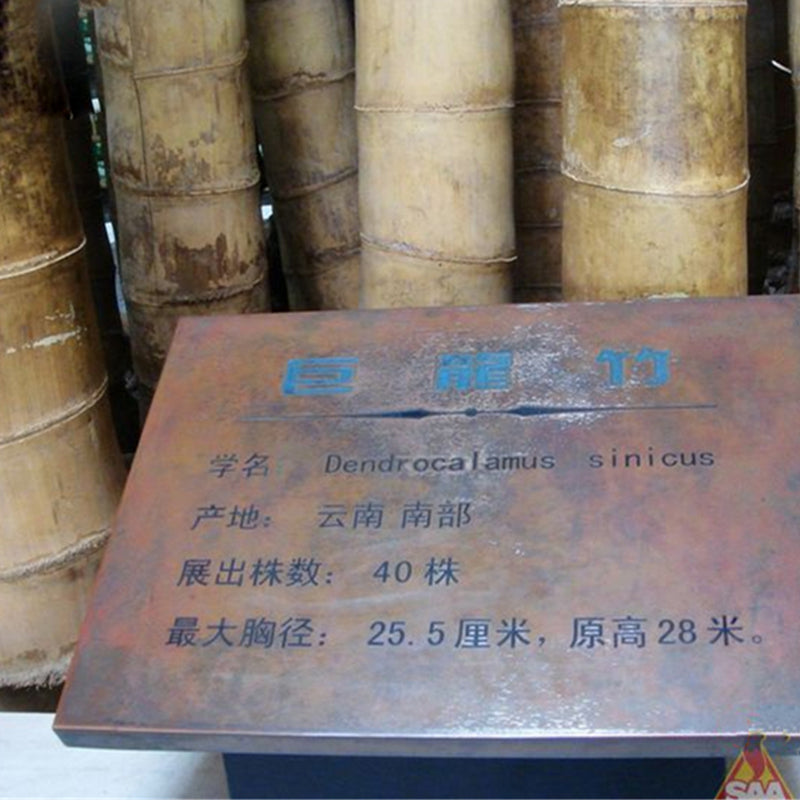 巨龍竹
学名： Dendrocalamus sinicus
产地： 云南 南部
展出株数： 40 株
最大胸径： 25.5 厘米，原高 28 米。
SAA